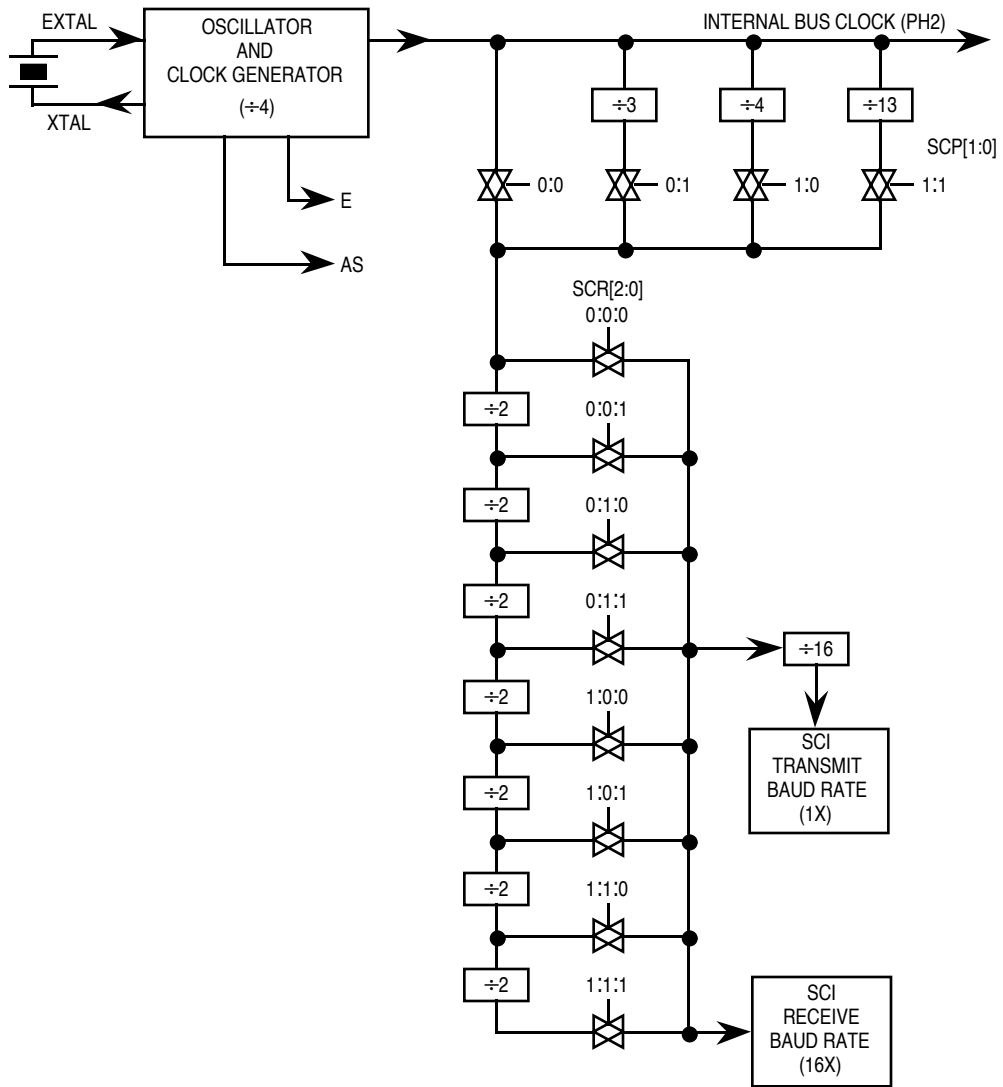 EXTAL
XTAL
OSCILLATOR
AND
CLOCK GENERATOR
(÷4)
INTERNAL BUS CLOCK (PH2)
÷3
÷4
÷13
SCP[1:0]
0:0
0:1
1:0
1:1
E
AS
SCR[2:0]
0:0:0
÷2
0:0:1
÷2
0:1:0
÷2
0:1:1
÷16
÷2
1:0:0
SCI
TRANSMIT
BAUD RATE
(1X)
÷2
1:0:1
÷2
1:1:0
÷2
1:1:1
SCI
RECEIVE
BAUD RATE
(16X)